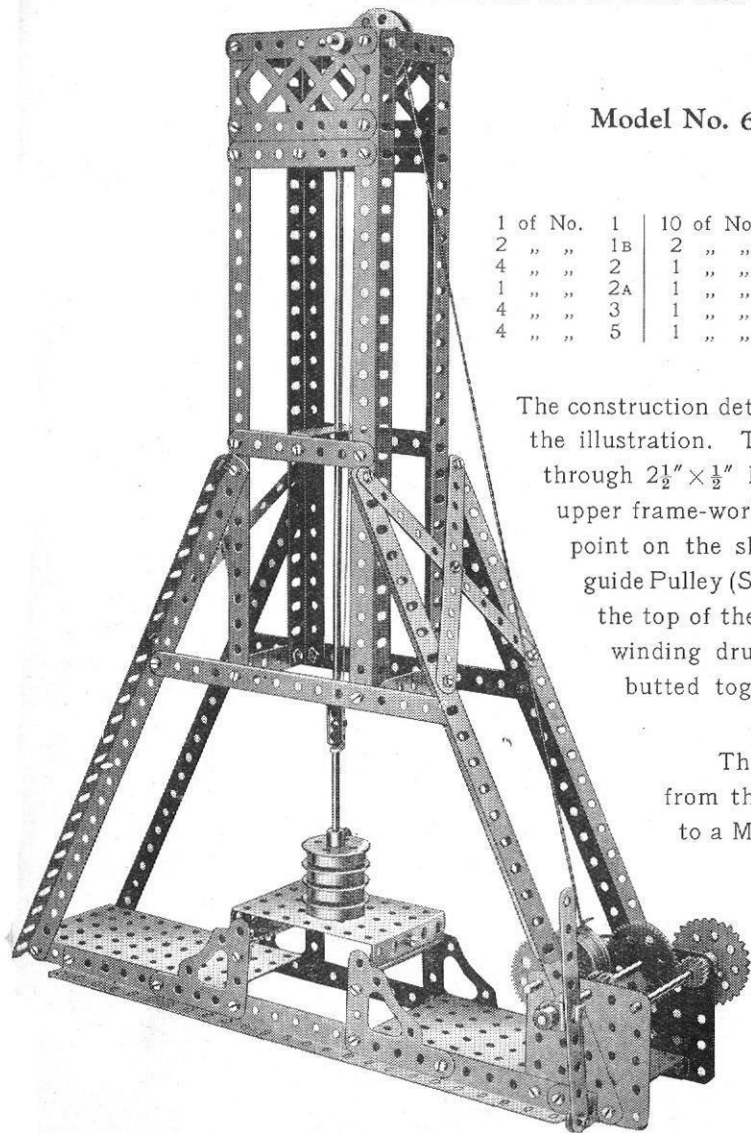 Model No. 6
1 of No. 1 10 of No
2 „ „ 1B 2 „ „
4 „ „ 2 1 „ „
1 „ „ 2A 1 „ „
4 „ „ 3 1 „ „
4 „ „ 5 1 „ „
The construction det
the illustration. T
through 2½″ × ½″
upper frame-wor
point on the sl
guide Pulley (S
the top of the
winding dru
butted tog
Th
from th
to a M